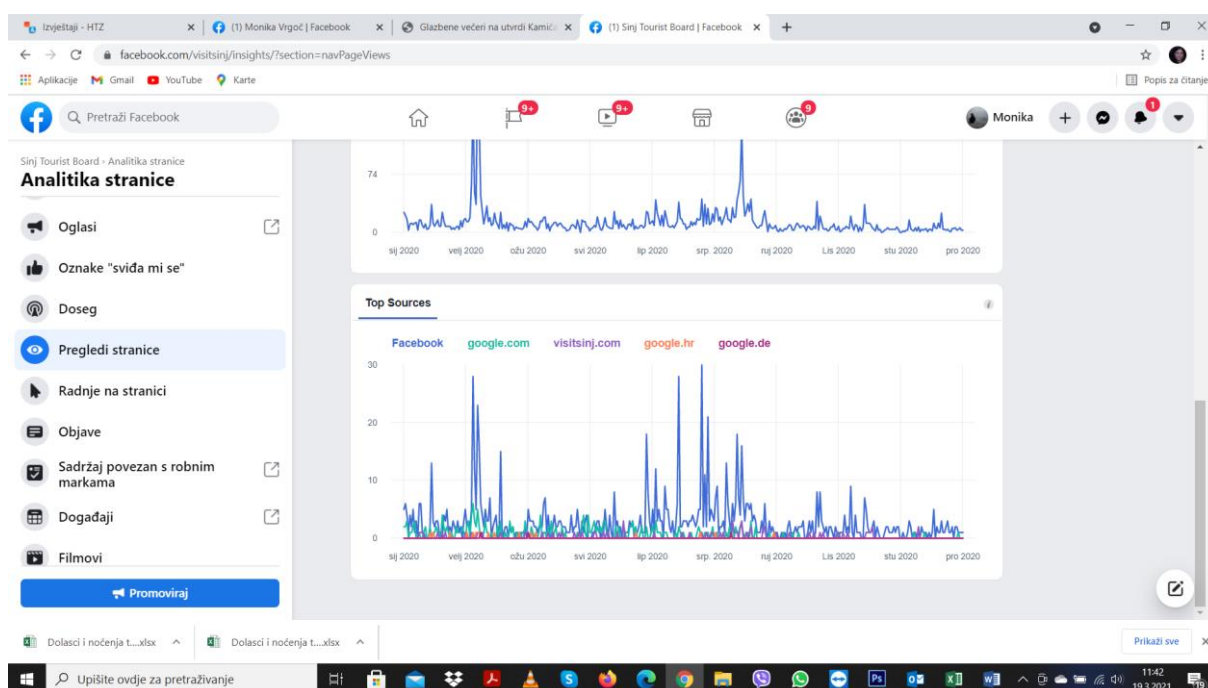 Izvještaji - HTZ
(1) Monika Vrgoč | Facebook
Glazbene večeri na utvrdi Kamiča
(1) Sinj Tourist Board | Facebook
facebook.com/visitsinj/insights/?section=navPageViews
Aplikacije Gmail YouTube Karte
Popis za čitanje
Pretraži Facebook
9+ 9+ 9
Monika
1
Sinj Tourist Board › Analitika stranice
Analitika stranice
Oglasi
Oznake "sviđa mi se"
Doseg
Pregledi stranice
Radnje na stranici
Objave
Sadržaj povezan s robnim
markama
Događaji
Filmovi
Promoviraj
74
0
sij 2020 velj 2020 ožu 2020 svi 2020 lip 2020 srp. 2020 ruj 2020 Lis 2020 stu 2020 pro 2020
Top Sources
Facebook google.com visitsinj.com google.hr google.de
30
20
10
0
sij 2020 velj 2020 ožu 2020 svi 2020 lip 2020 srp. 2020 ruj 2020 Lis 2020 stu 2020 pro 2020
Dolasci i noćenja t....xlsx
Dolasci i noćenja t....xlsx
Prikaži sve
Upišite ovdje za pretraživanje
11:42
19.3.2021.